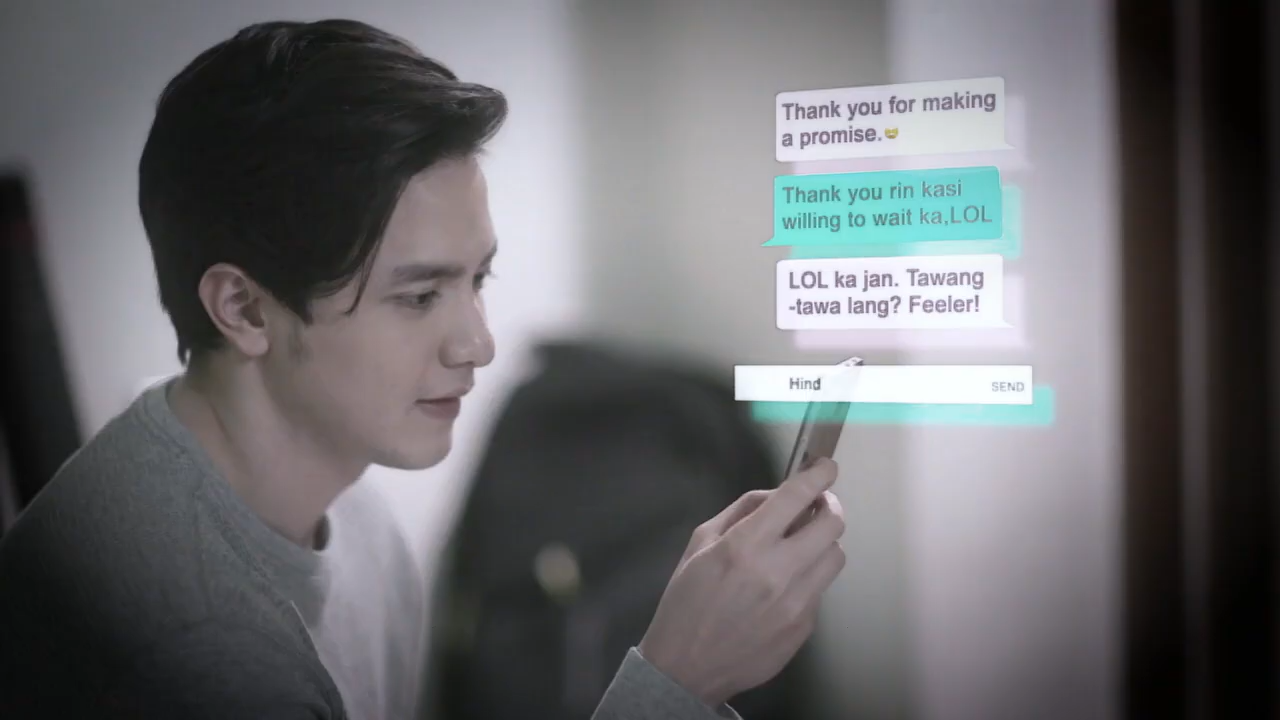 Thank you for making
a promise.😄
Thank you rin kasi
willing to wait ka,LOL
LOL ka jan. Tawang
-tawa lang? Feeler!
Hind
SEND